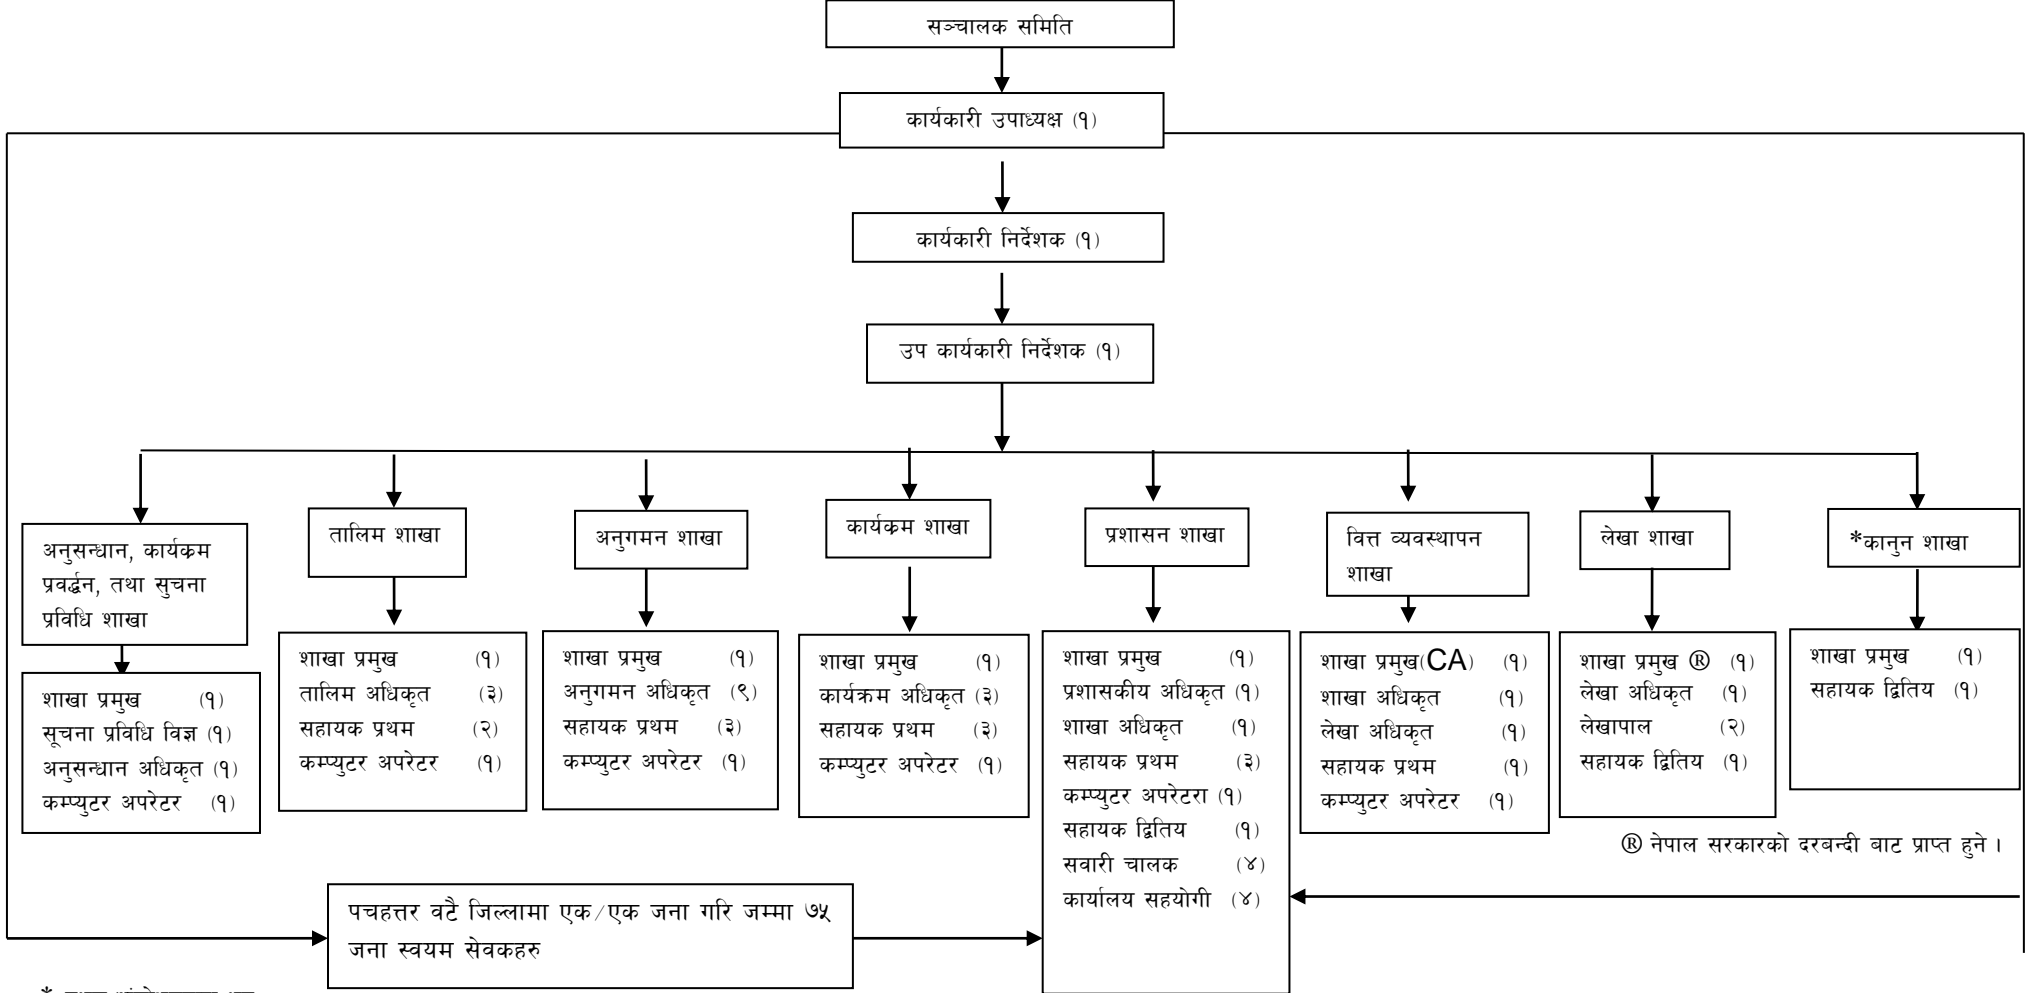 सञ्चालक समिति
कार्यकारी उपाध्यक्ष (१)
कार्यकारी निर्देशक (१)
उप कार्यकारी निर्देशक (१)
अनुसन्धान, कार्यक्रम
प्रवर्द्धन, तथा सुचना
प्रविधि शाखा
तालिम शाखा
अनुगमन शाखा
कार्यक्रम शाखा
प्रशासन शाखा
वित्त व्यवस्थापन
शाखा
लेखा शाखा
*कानुन शाखा
शाखा प्रमुख (१)
सूचना प्रविधि विज्ञ (१)
अनुसन्धान अधिकृत (१)
कम्प्युटर अपरेटर (१)
शाखा प्रमुख (१)
तालिम अधिकृत (३)
सहायक प्रथम (२)
कम्प्युटर अपरेटर (१)
शाखा प्रमुख (१)
अनुगमन अधिकृत (९)
सहायक प्रथम (३)
कम्प्युटर अपरेटर (१)
शाखा प्रमुख (१)
कार्यक्रम अधिकृत (३)
सहायक प्रथम (३)
कम्प्युटर अपरेटर (१)
शाखा प्रमुख (१)
प्रशासकीय अधिकृत (१)
शाखा अधिकृत (१)
सहायक प्रथम (३)
कम्प्युटर अपरेटरा (१)
सहायक द्वितिय (१)
सवारी चालक (४)
कार्यालय सहयोगी (४)
शाखा प्रमुख(CA) (१)
शाखा अधिकृत (१)
लेखा अधिकृत (१)
सहायक प्रथम (१)
कम्प्युटर अपरेटर (१)
शाखा प्रमुख ® (१)
लेखा अधिकृत (१)
लेखापाल (२)
सहायक द्वितिय (१)
शाखा प्रमुख (१)
सहायक द्वितिय (१)
® नेपाल सरकारको दरबन्दी बाट प्राप्त हुने ।
पचहत्तर वटै जिल्लामा एक/एक जना गरि जम्मा ७५
जना स्वयम सेवकहरु
*